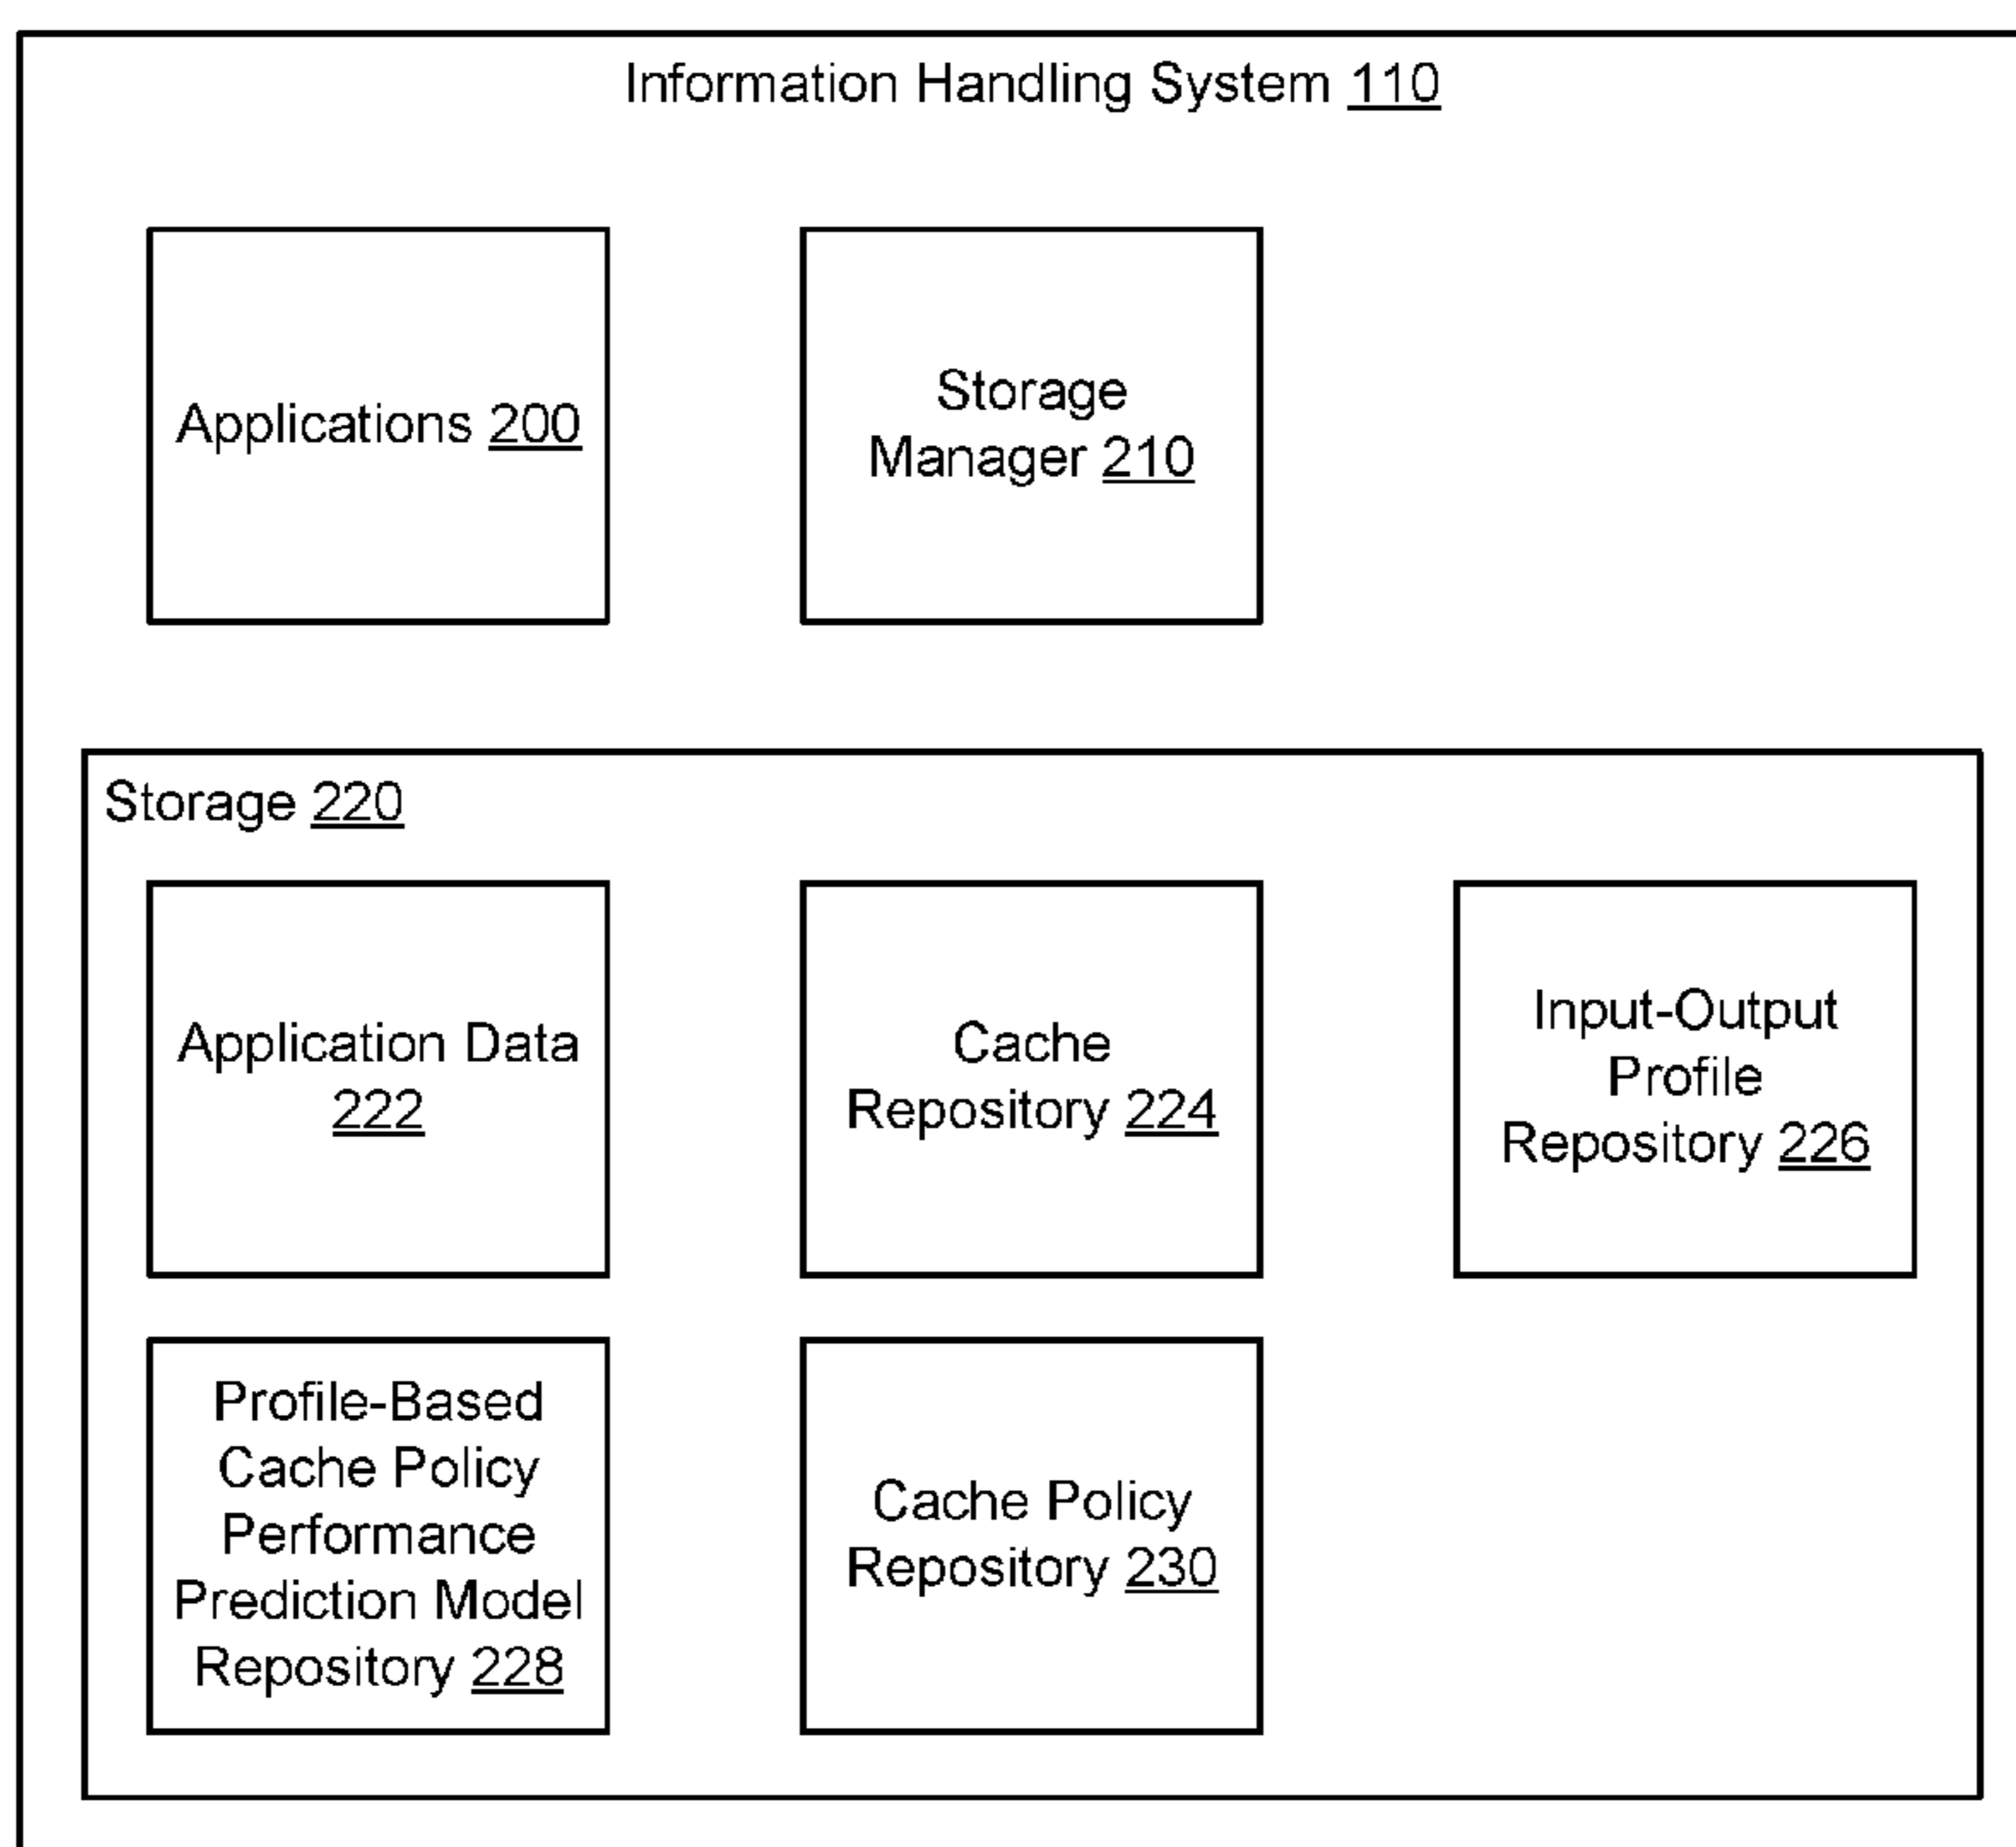 Information Handling System 110
Applications 200
Storage
Manager 210
Storage 220
Application Data
222
Cache
Repository 224
Input-Output
Profile
Repository 226
Profile-Based
Cache Policy
Performance
Prediction Model
Repository 228
Cache Policy
Repository 230